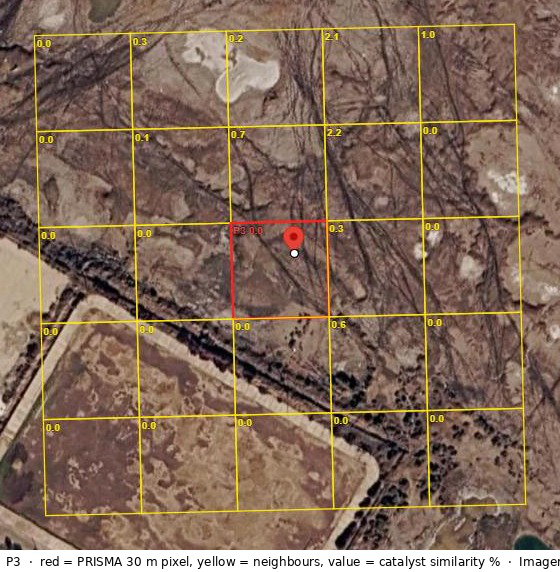 0.0 0.3 0.2 2.1 1.0
0.0 0.1 0.7 2.2 0.0
0.0 0.0 P3 0.0 0.3 0.0
0.0 0.0 0.0 0.6 0.0
0.0 0.0 0.0 0.0 0.0
P3 · red = PRISMA 30 m pixel, yellow = neighbours, value = catalyst similarity % · Image